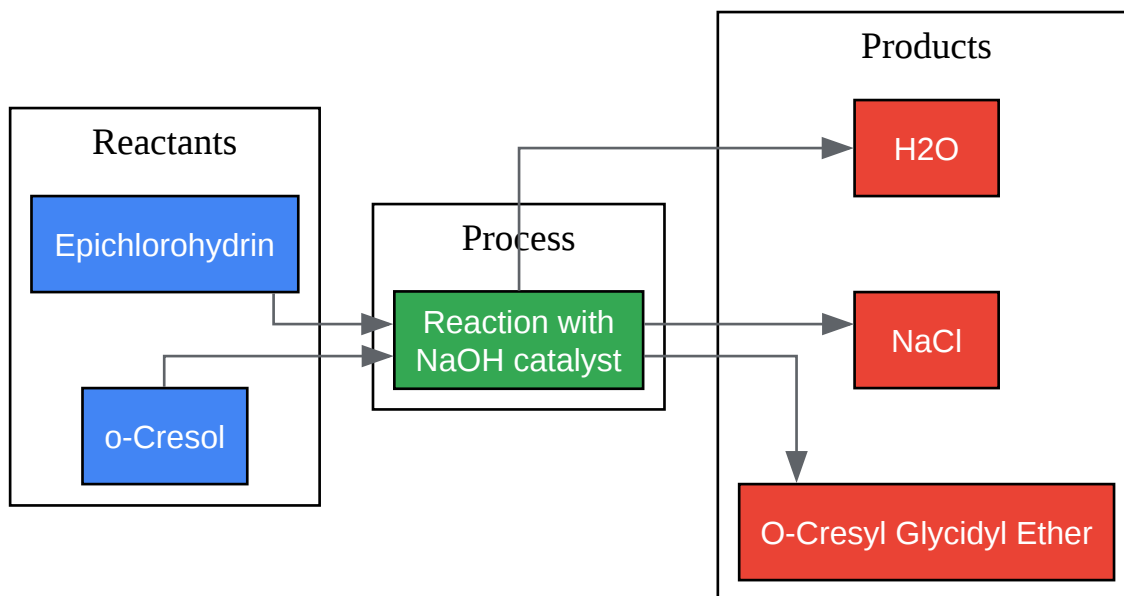 Reactants
Epichlorohydrin
o-Cresol
Process
Reaction with
NaOH catalyst
Products
H2O
NaCl
O-Cresyl Glycidyl Ether